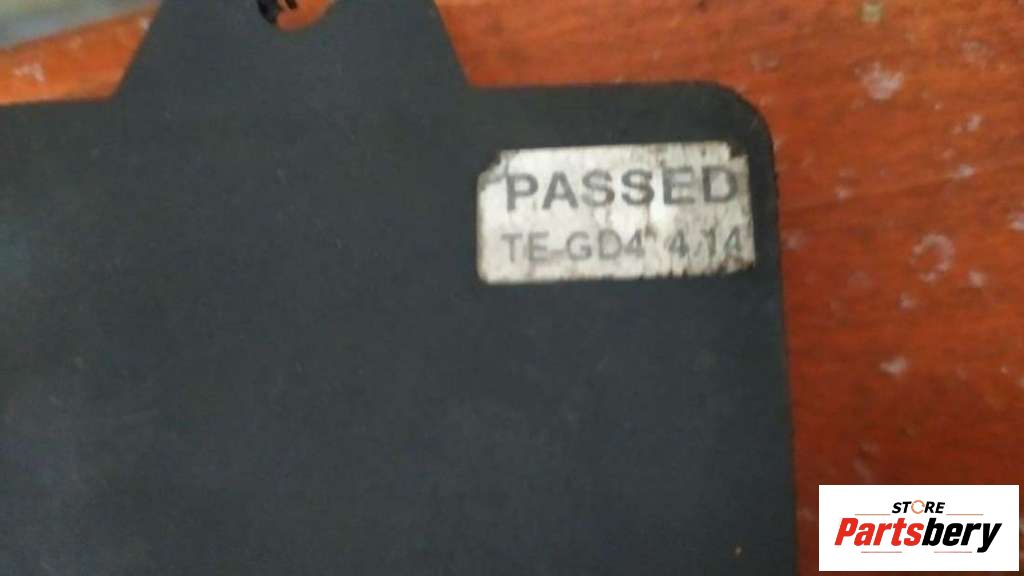 PASSED
TE-GD4 4.14
STORE
Partsbery